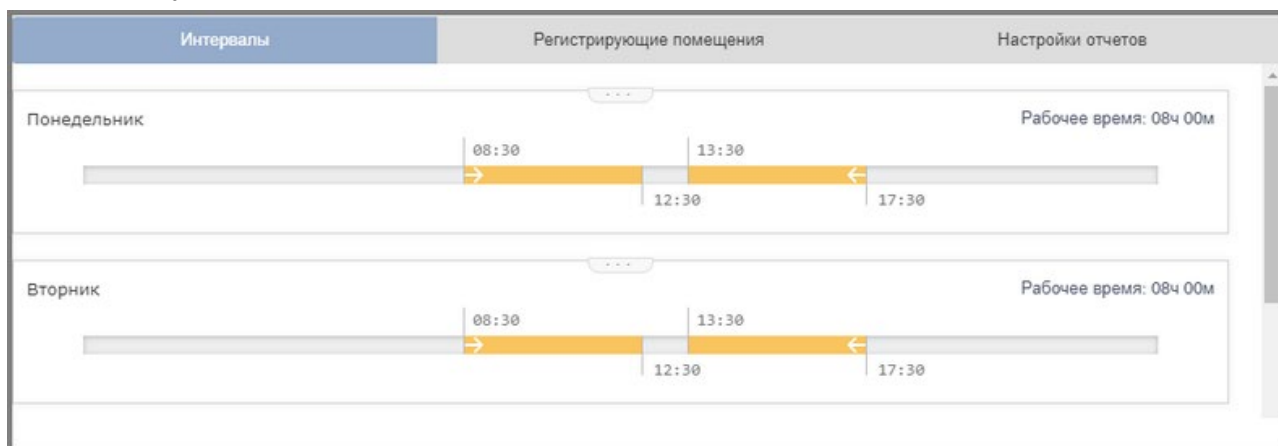 Интервалы Регистрирующие помещения Настройки отчетов
Понедельник Рабочее время: 08ч 00м
08:30 13:30
12:30 17:30
Вторник Рабочее время: 08ч 00м
08:30 13:30
12:30 17:30